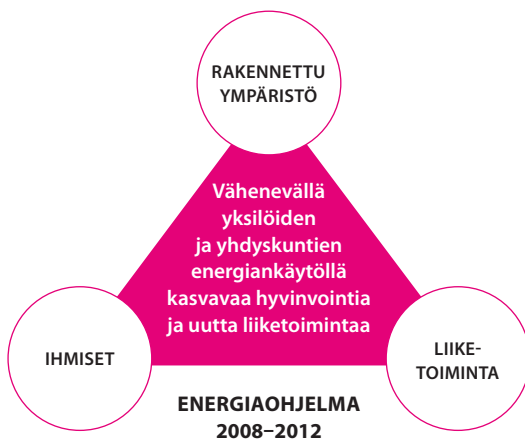 RAKENNETTU
YMPÄRISTÖ
Vähenevällä
yksilöiden
ja yhdyskuntien
energiankäytöllä
kasvavaa hyvinvointia
ja uutta liiketoimintaa
IHMISET
LIIKE-
TOIMINTA
ENERGIAOHJELMA
2008–2012